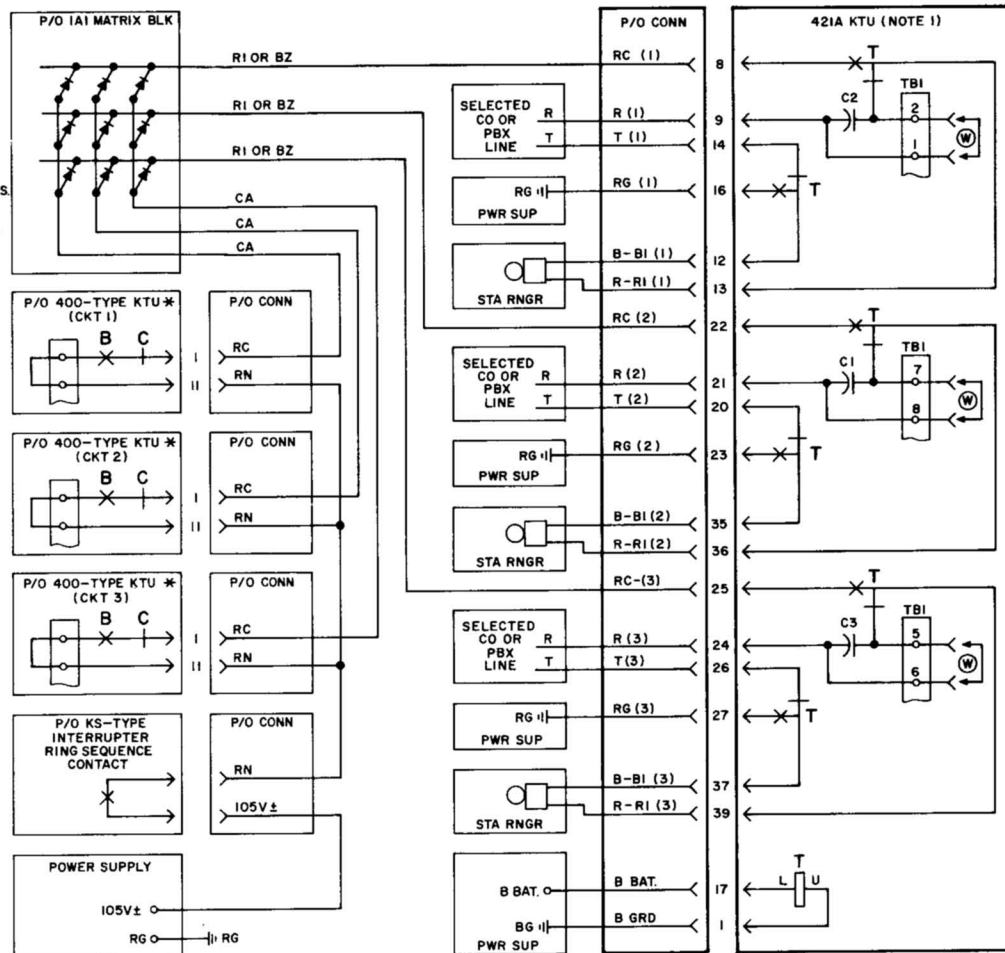 P/O 1A1 MATRIX BLK
R1 OR BZ
R1 OR BZ
R1 OR BZ
S.
CA
CA
CA
P/O 400-TYPE KTU *
(CKT 1)
B C
1
11
P/O CONN
RC
RN
P/O 400-TYPE KTU *
(CKT 2)
B C
1
11
P/O CONN
RC
RN
P/O 400-TYPE KTU *
(CKT 3)
B C
1
11
P/O CONN
RC
RN
P/O KS-TYPE
INTERRUPTER
RING SEQUENCE
CONTACT
P/O CONN
RN
105V±
POWER SUPPLY
105V±
RG
RG
SELECTED
CO OR
PBX
LINE
R
T
RG
PWR SUP
STA RNGR
SELECTED
CO OR
PBX
LINE
R
T
RG
PWR SUP
STA RNGR
SELECTED
CO OR
PBX
LINE
R
T
RG
PWR SUP
STA RNGR
B BAT.
BG
PWR SUP
P/O CONN
RC (1)
R (1)
T (1)
RG (1)
B-B1 (1)
R-R1 (1)
RC (2)
R (2)
T (2)
RG (2)
B-B1 (2)
R-R1 (2)
RC-(3)
R (3)
T (3)
RG (3)
B-B1 (3)
R-R1 (3)
B BAT.
B GRD
8
9
14
16
12
13
22
21
20
23
35
36
25
24
26
27
37
39
17
1
421A KTU (NOTE 1)
T
TB1
C2
2
1
W
T
T
TB1
C1
7
8
W
T
T
TB1
C3
5
6
W
T
T
L U